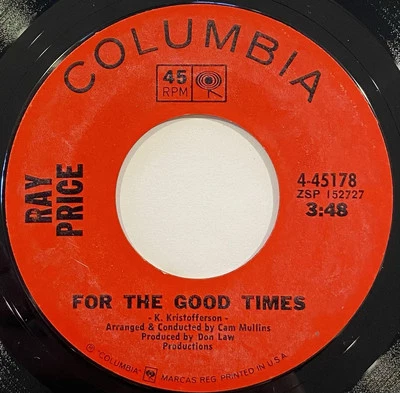 COLUMBIA
45
RPM
RAY
PRICE
4-45178
ZSP 152727
3:48
FOR THE GOOD TIMES
- K. Kristofferson -
Arranged & Conducted by Cam Mullins
Produced by Don Law
Productions
® "COLUMBIA" MARCAS REG. PRINTED IN U.S.A.